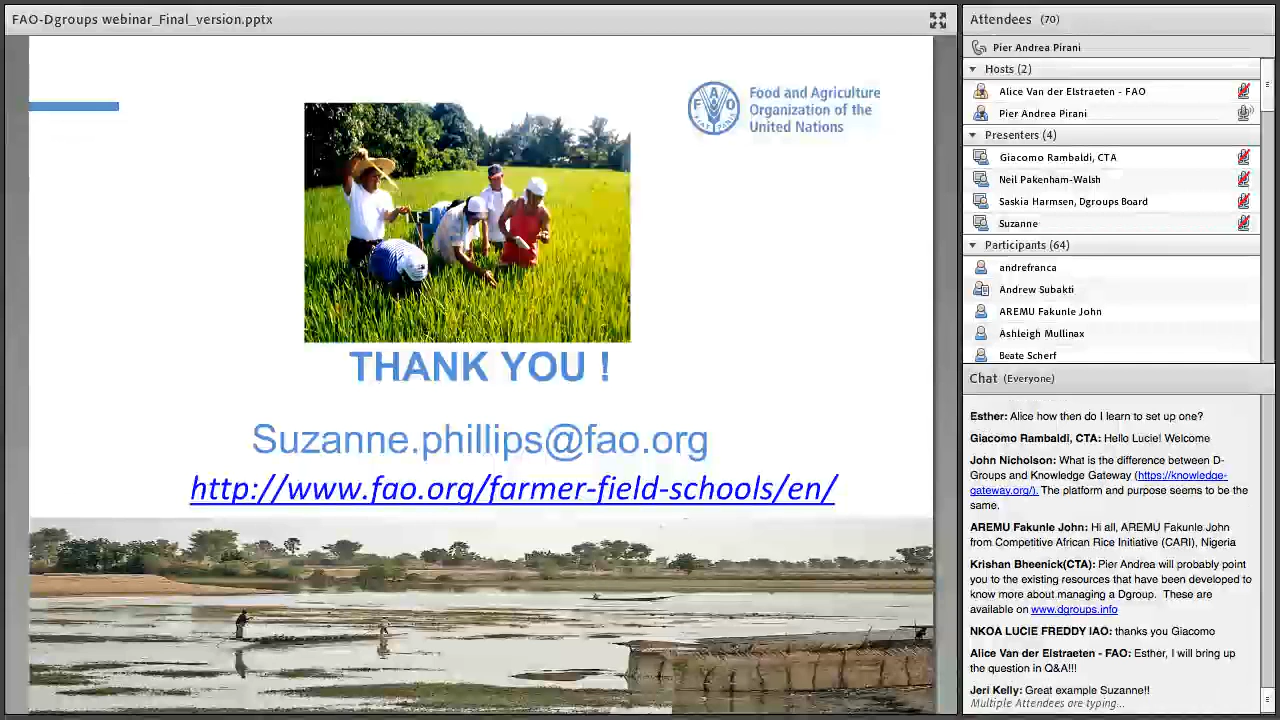 FAO-Dgroups webinar_Final_version.pptx
Food and Agriculture
Organization of the
United Nations
F A O
FIAT PANIS
THANK YOU !
Suzanne.phillips@fao.org
http://www.fao.org/farmer-field-schools/en/
Attendees (70)
Pier Andrea Pirani
Hosts (2)
Alice Van der Elstraeten - FAO
Pier Andrea Pirani
Presenters (4)
Giacomo Rambaldi, CTA
Neil Pakenham-Walsh
Saskia Harmsen, Dgroups Board
Suzanne
Participants (64)
andrefranca
Andrew Subakti
AREMU Fakunle John
Ashleigh Mullinax
Beate Scherf
Chat (Everyone)
Esther: Alice how then do I learn to set up one?
Giacomo Rambaldi, CTA: Hello Lucie! Welcome
John Nicholson: What is the difference between D-
Groups and Knowledge Gateway (https://knowledge-
gateway.org/). The platform and purpose seems to be the
same.
AREMU Fakunle John: Hi all, AREMU Fakunle John
from Competitive African Rice Initiative (CARI), Nigeria
Krishan Bheenick(CTA): Pier Andrea will probably point
you to the existing resources that have been developed to
know more about managing a Dgroup. These are
available on www.dgroups.info
NKOA LUCIE FREDDY IAO: thanks you Giacomo
Alice Van der Elstraeten - FAO: Esther, I will bring up
the question in Q&A!!!
Jeri Kelly: Great example Suzanne!!
Multiple Attendees are typing...